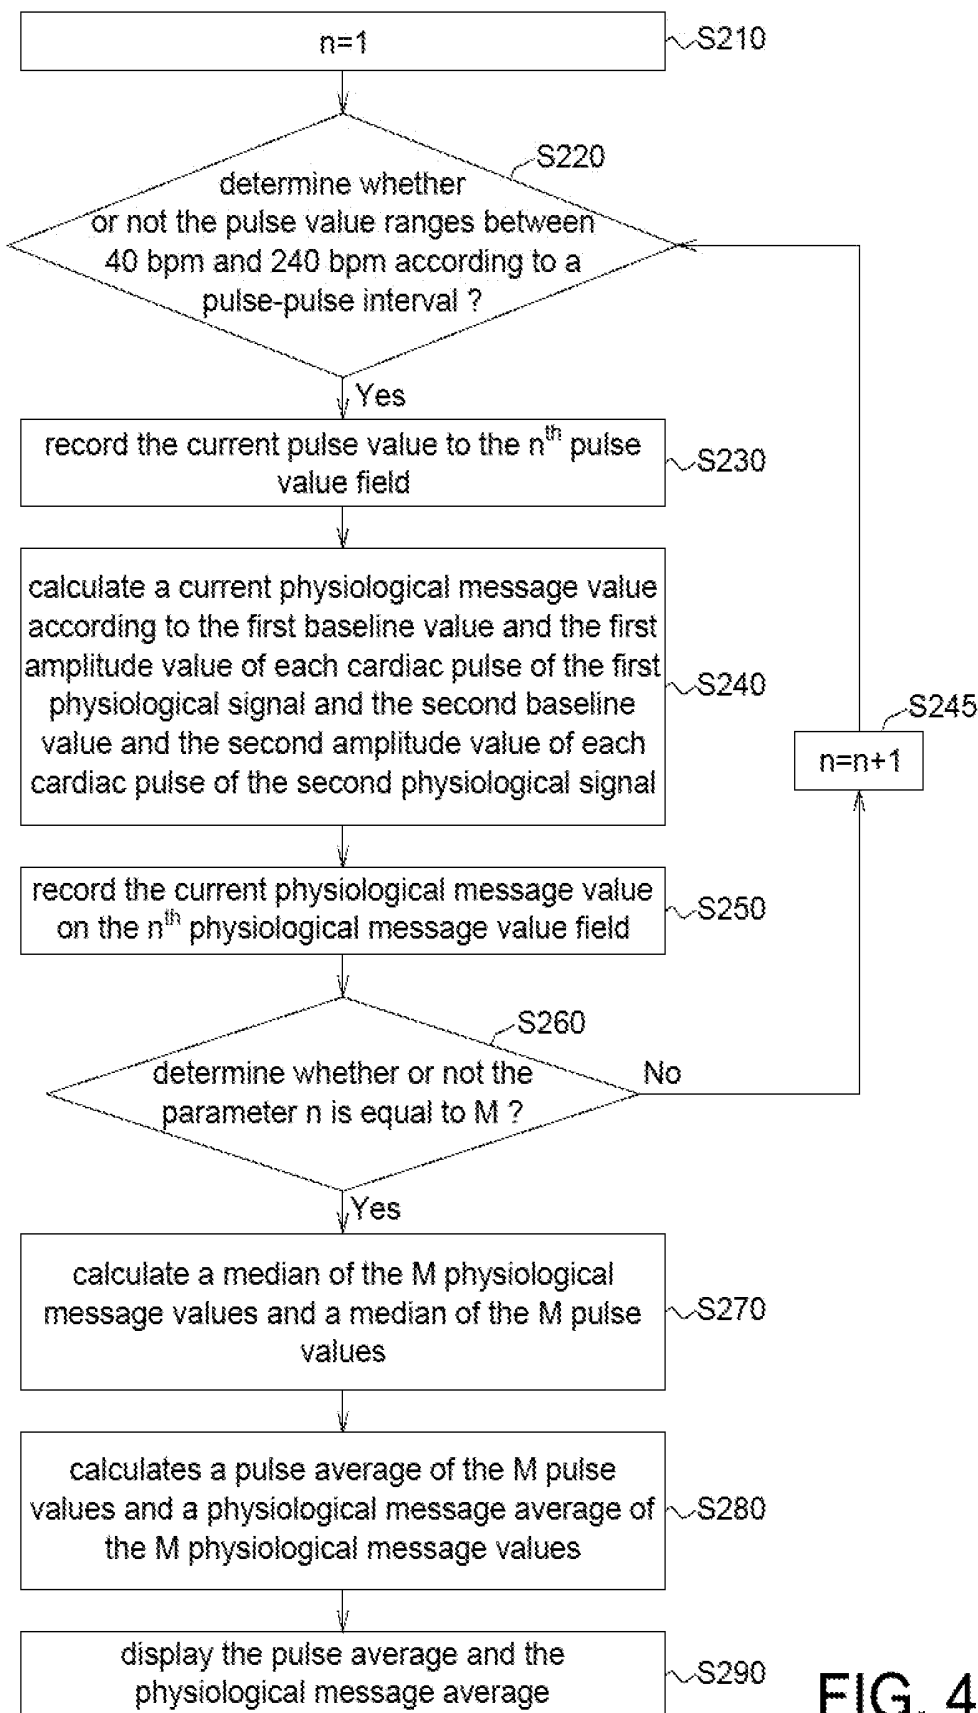 n=1
S210
S220
determine whether
or not the pulse value ranges between
40 bpm and 240 bpm according to a
pulse-pulse interval ?
Yes
record the current pulse value to the nth pulse
value field
S230
calculate a current physiological message value
according to the first baseline value and the first
amplitude value of each cardiac pulse of the first
physiological signal and the second baseline
value and the second amplitude value of each
cardiac pulse of the second physiological signal
S240
S245
n=n+1
record the current physiological message value
on the nth physiological message value field
S250
S260
determine whether or not the
parameter n is equal to M ?
No
Yes
calculate a median of the M physiological
message values and a median of the M pulse
values
S270
calculates a pulse average of the M pulse
values and a physiological message average of
the M physiological message values
S280
display the pulse average and the
physiological message average
S290
FIG. 4